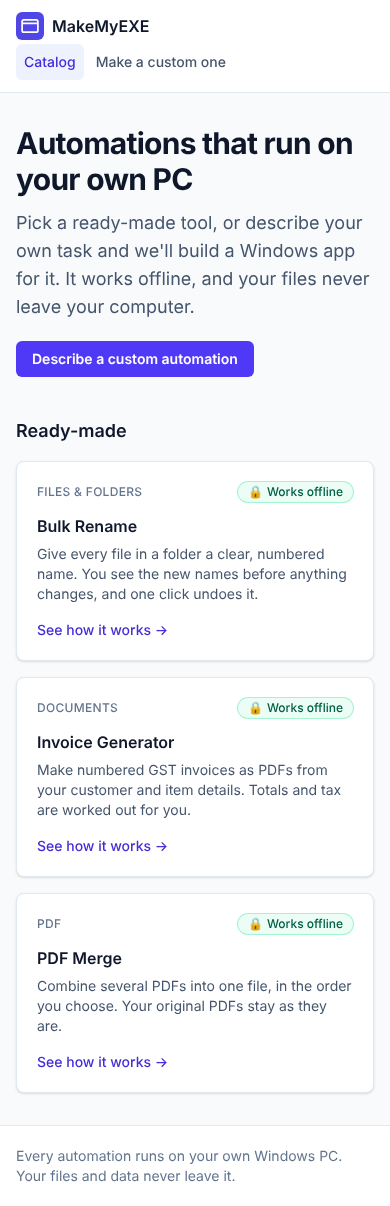 MakeMyEXE
Catalog
Make a custom one
Automations that run on
your own PC
Pick a ready-made tool, or describe your
own task and we'll build a Windows app
for it. It works offline, and your files never
leave your computer.
Describe a custom automation
Ready-made
FILES & FOLDERS
🔒 Works offline
Bulk Rename
Give every file in a folder a clear, numbered
name. You see the new names before anything
changes, and one click undoes it.
See how it works →
DOCUMENTS
🔒 Works offline
Invoice Generator
Make numbered GST invoices as PDFs from
your customer and item details. Totals and tax
are worked out for you.
See how it works →
PDF
🔒 Works offline
PDF Merge
Combine several PDFs into one file, in the order
you choose. Your original PDFs stay as they
are.
See how it works →
Every automation runs on your own Windows PC.
Your files and data never leave it.